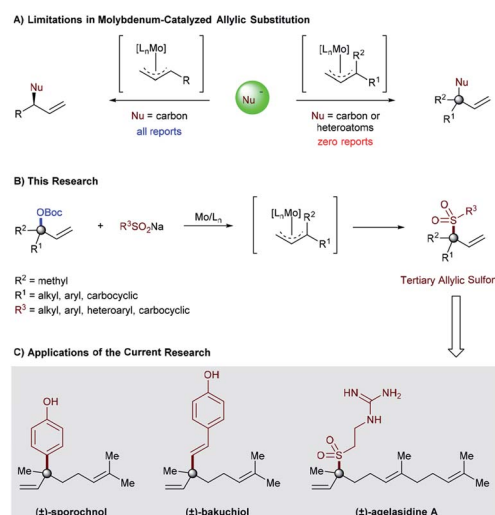 A) Limitations in Molybdenum-Catalyzed Allylic Substitution
[LnMo]
R
Nu
R
Nu = carbon
all reports
Nu-
[LnMo]
R2
R1
Nu = carbon or
heteroatoms
zero reports
Nu
R2
R1
B) This Research
OBoc
R2
R1
+
R3SO2Na
Mo/Ln
[LnMo]
R2
R1
O
O
S
R3
R2
R1
R2 = methyl
R1 = alkyl, aryl, carbocyclic
R3 = alkyl, aryl, heteroaryl, carbocyclic
Tertiary Allylic Sulfon
C) Applications of the Current Research
OH
Me
Me
Me
(±)-sporochnol
OH
Me
Me
Me
(±)-bakuchiol
HN
NH2
NH
O
O
S
Me
Me
Me
Me
(±)-agelasidine A